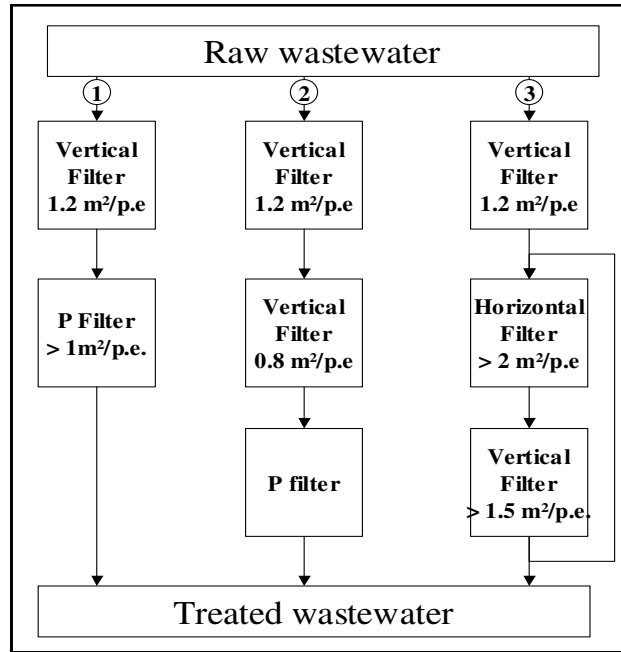 Raw wastewater
1
2
3
Vertical
Filter
1.2 m²/p.e
Vertical
Filter
1.2 m²/p.e
Vertical
Filter
1.2 m²/p.e
P Filter
> 1m²/p.e.
Vertical
Filter
0.8 m²/p.e
Horizontal
Filter
> 2 m²/p.e
P filter
Vertical
Filter
> 1.5 m²/p.e.
Treated wastewater